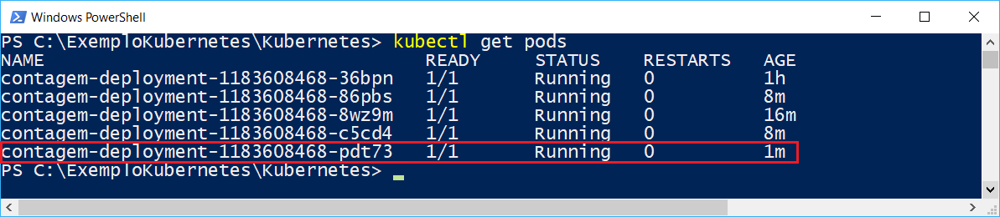 Windows PowerShell
PS C:\ExemploKubernetes\Kubernetes> kubectl get pods
NAME READY STATUS RESTARTS AGE
contagem-deployment-1183608468-36bpn 1/1 Running 0 1h
contagem-deployment-1183608468-86pbs 1/1 Running 0 8m
contagem-deployment-1183608468-8wz9m 1/1 Running 0 16m
contagem-deployment-1183608468-c5cd4 1/1 Running 0 8m
contagem-deployment-1183608468-pdt73 1/1 Running 0 1m
PS C:\ExemploKubernetes\Kubernetes>